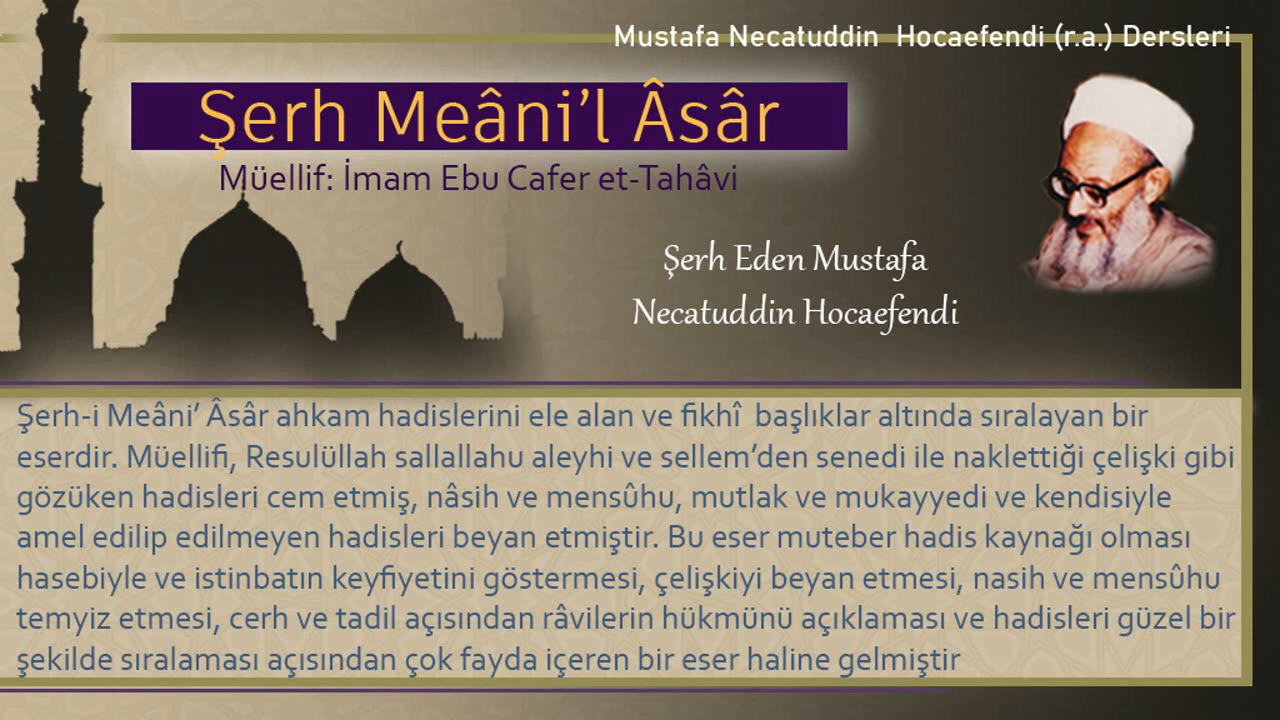 Mustafa Necatuddin Hocaefendi (r.a.) Dersleri
Şerh Meâni’l Âsâr
Müellif: İmam Ebu Cafer et-Tahâvi
Şerh Eden Mustafa
Necatuddin Hocaefendi
Şerh-i Meâni’ Âsâr ahkam hadislerini ele alan ve fikhî başlıklar altında sıralayan bir
eserdir. Müellifi, Resulüllah sallallahu aleyhi ve sellem’den senedi ile naklettiği çelişki gibi
gözüken hadisleri cem etmiş, nâsih ve mensûhu, mutlak ve mukayyedi ve kendisiyle
amel edilip edilmeyen hadisleri beyan etmiştir. Bu eser muteber hadis kaynağı olması
hasebiyle ve istinbatın keyfiyetini göstermesi, çelişkiyi beyan etmesi, nasih ve mensûhu
temyiz etmesi, cerh ve tadil açısından râvilerin hükmünü açıklaması ve hadisleri güzel bir
şekilde sıralaması açısından çok fayda içeren bir eser haline gelmiştir